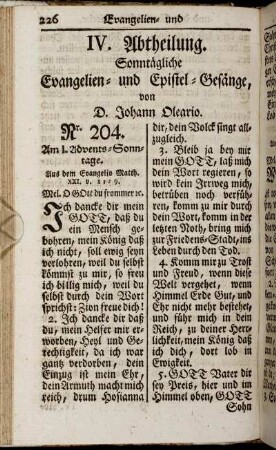 226 Evangelien- und
IV. Abtheilung.
Sonntägliche
Evangelien- und Epistel-Gesänge,
von
D. Johann Oleario.
Nr. 204.
Am I. Advents-Sonn-
tage.
Aus dem Evangelio Matth.
XXI. v. 1 -- 9.
Mel. O GOtt du frommer ꝛc.
Ich dancke dir mein
GOTT, daß du
ein Mensch ge-
bohren, mein König daß
ich nicht, soll ewig seyn
verlohren, weil du selbst
kömmst zu mir, so freu
ich billig mich, weil du
selbst durch dein Wort
sprichst: Zion freue dich!
2. Ich dancke dir daß
du, mein Helfer mir er-
worben, Heyl und Ge-
rechtigkeit, da ich war
gantz verdorben, dein
Einzug ist mein Ehr,
dein Armuth macht mich
reich, drum Hosianna
dir, dein Volck singt all-
zugleich.
3. Bleib ja bey mir
mein GOTT, laß mich
dein Wort regieren, so
wird kein Irrweg mich,
betrüben noch verfüh-
ren, komm zu mir durch
dein Wort, komm in der
letzten Noth, bring mich
zur Friedens-Stadt, ins
Leben durch den Tod.
4. Komm mir zu Trost
und Freud, wenn diese
Welt vergehet, wenn
Himmel Erde Gut, und
Ehr nicht mehr bestehet,
und führ mich in dein
Reich, zu deiner Herr-
lichkeit, mein König daß
ich dich, dort lob in
Ewigkeit.
5. GOTT Vater dir
sey Preis, hier und im
Himmel oben, GOTT
Sohn